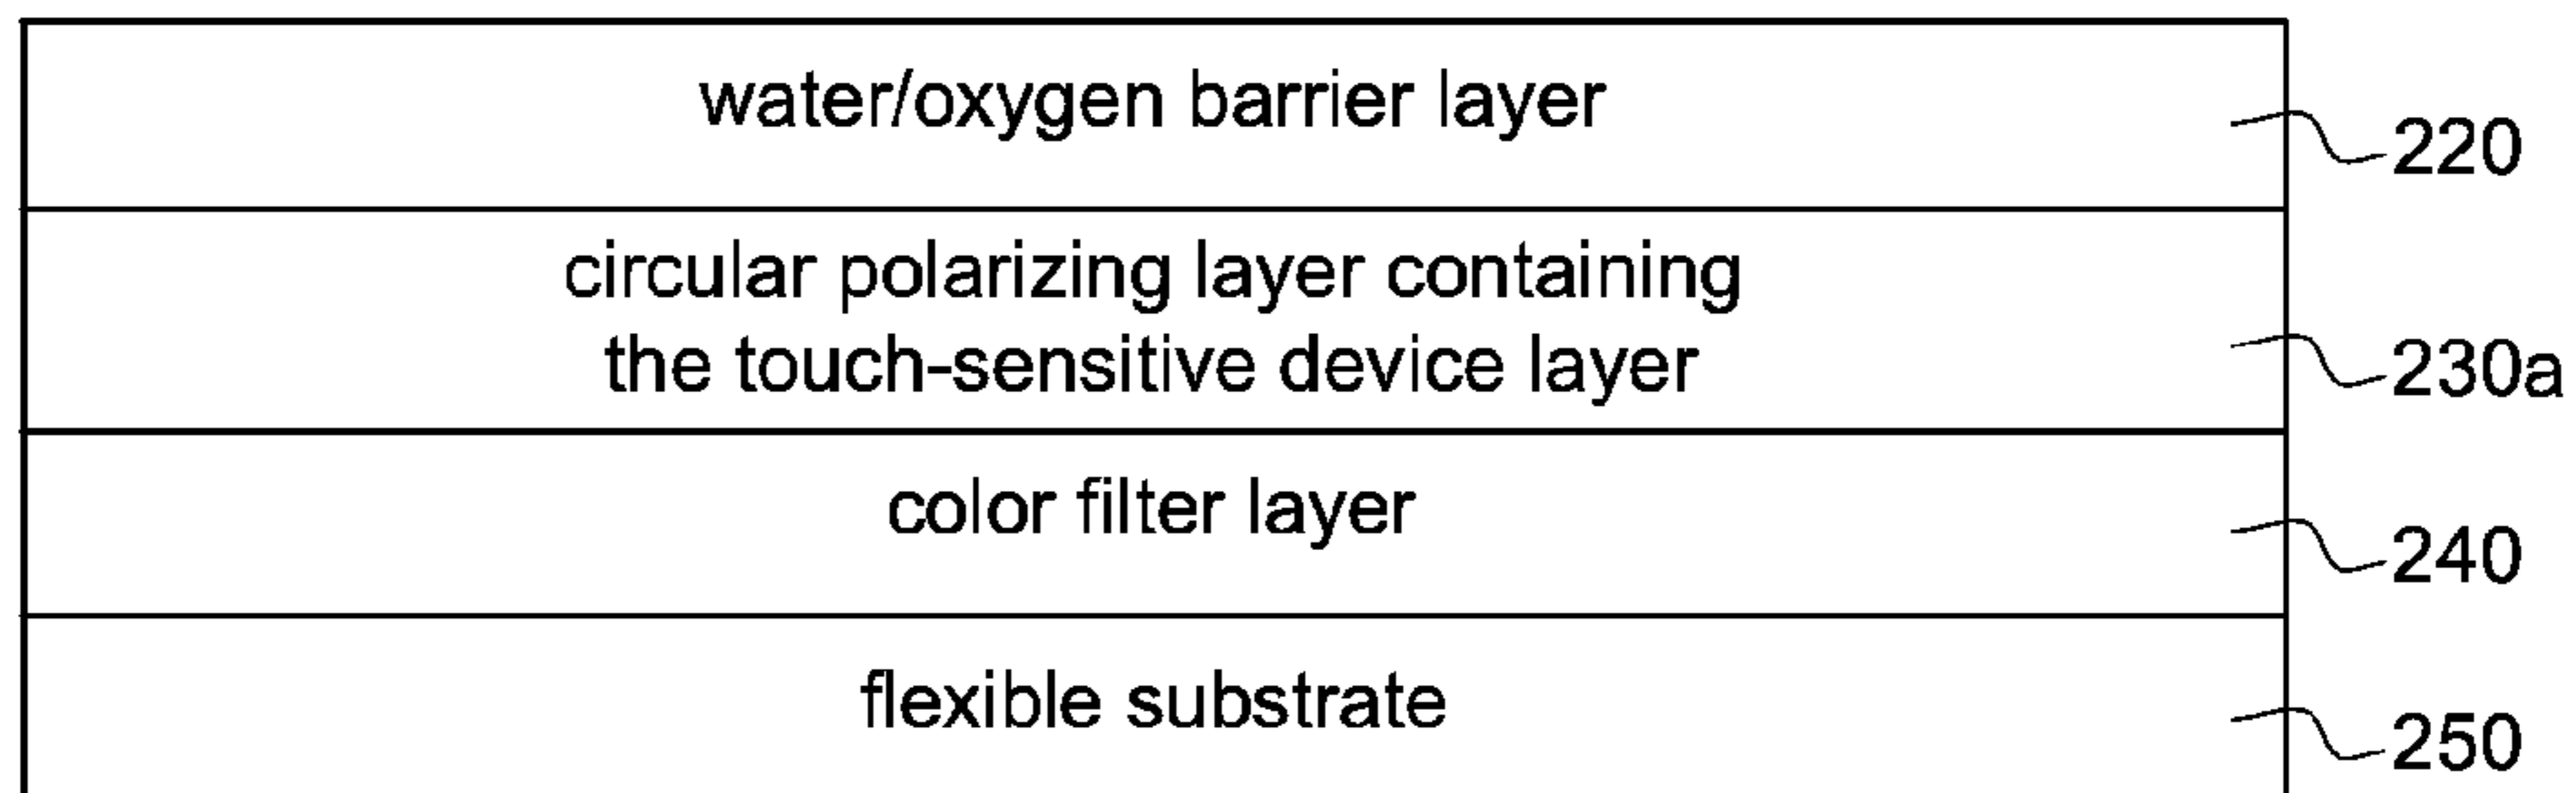 water/oxygen barrier layer
220
circular polarizing layer containing
the touch-sensitive device layer
230a
color filter layer
240
flexible substrate
250